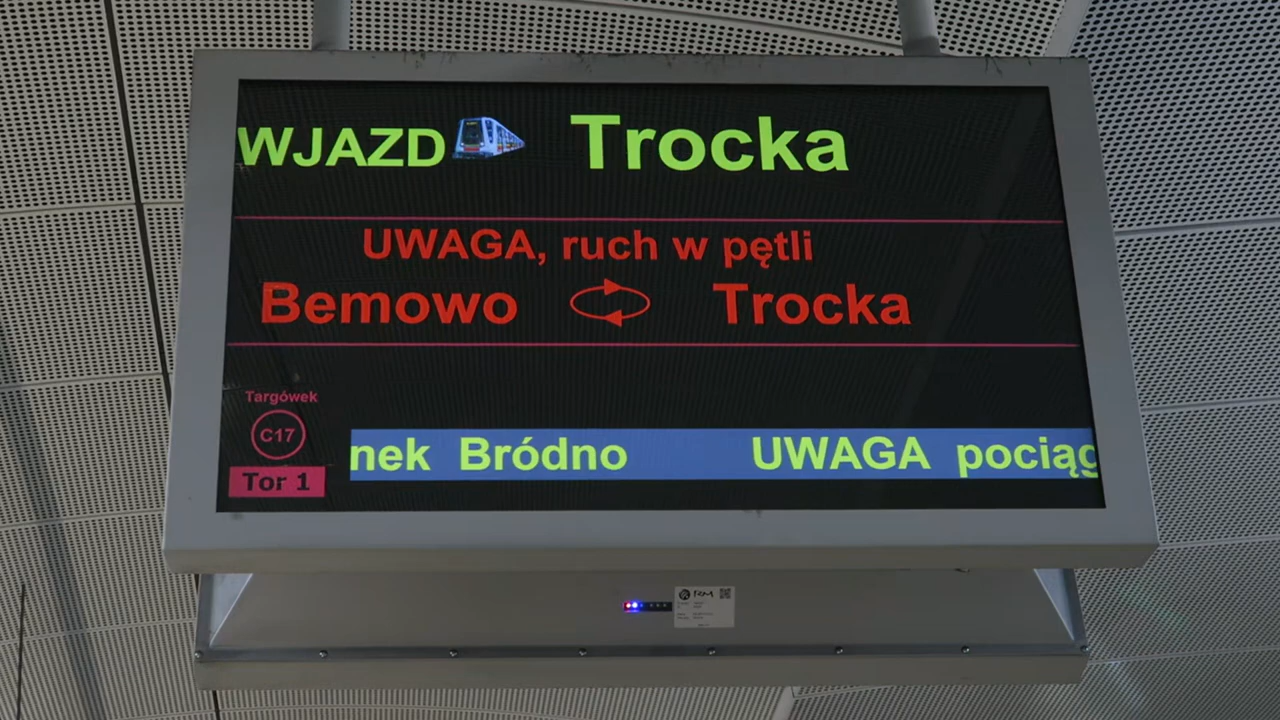 WJAZD Trocka
UWAGA, ruch w pętli
Bemowo Trocka
Targówek
C17
Tor 1
nek Bródno UWAGA pociąg